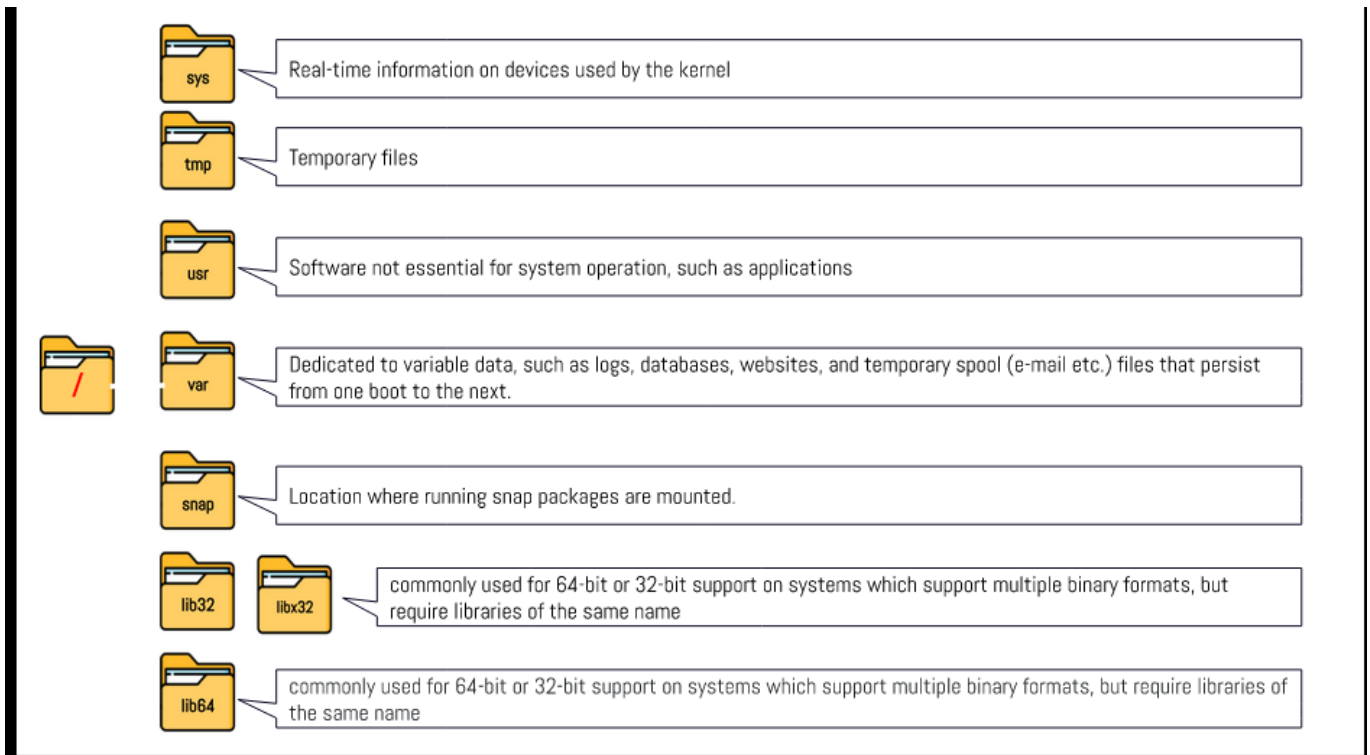 sys
Real-time information on devices used by the kernel
tmp
Temporary files
usr
Software not essential for system operation, such as applications
/
var
Dedicated to variable data, such as logs, databases, websites, and temporary spool (e-mail etc.) files that persist
from one boot to the next.
snap
Location where running snap packages are mounted.
lib32
libx32
commonly used for 64-bit or 32-bit support on systems which support multiple binary formats, but
require libraries of the same name
lib64
commonly used for 64-bit or 32-bit support on systems which support multiple binary formats, but require libraries of
the same name